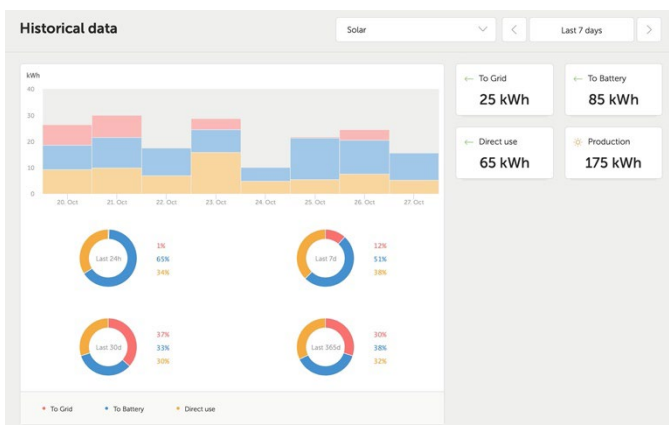 Historical data
Solar
Last 7 days
kWh
40
30
20
10
0
20. Oct 21. Oct 22. Oct 23. Oct 24. Oct 25. Oct 26. Oct 27. Oct
← To Grid
25 kWh
← To Battery
85 kWh
← Direct use
65 kWh
Production
175 kWh
Last 24h
1%
65%
34%
Last 7d
12%
51%
38%
Last 30d
37%
33%
30%
Last 365d
30%
38%
32%
To Grid To Battery Direct use